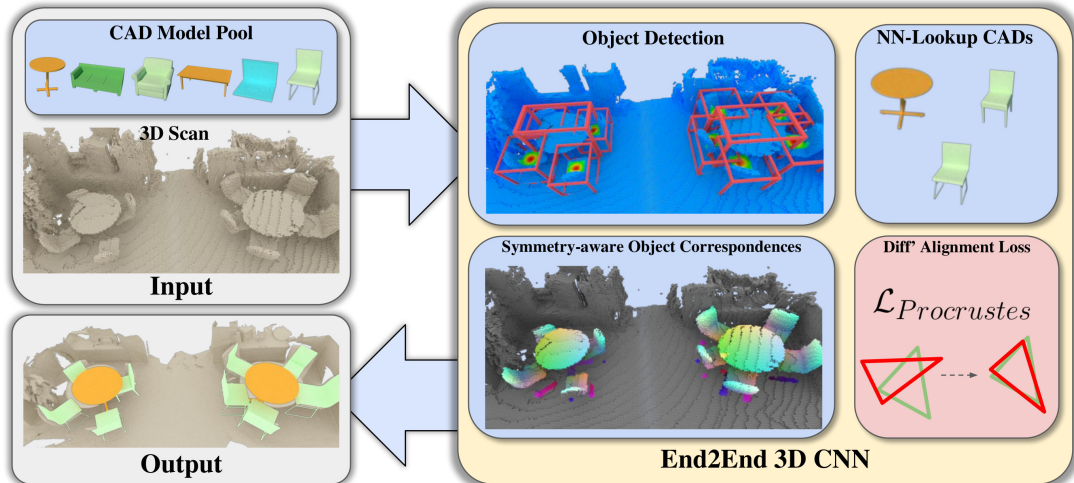 CAD Model Pool
3D Scan
Input
Output
Object Detection
NN-Lookup CADs
Symmetry-aware Object Correspondences
Diff' Alignment Loss
ℒ_Procrustes
End2End 3D CNN